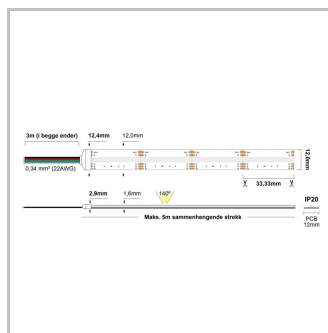 3m (i begge ender)
12,4mm
12,0mm
0,34 mm² (22AWG)
12,0mm
33,33mm
2,9mm
1,6mm
140°
IP20
Maks. 5m sammenhengende strekk
PCB
12mm